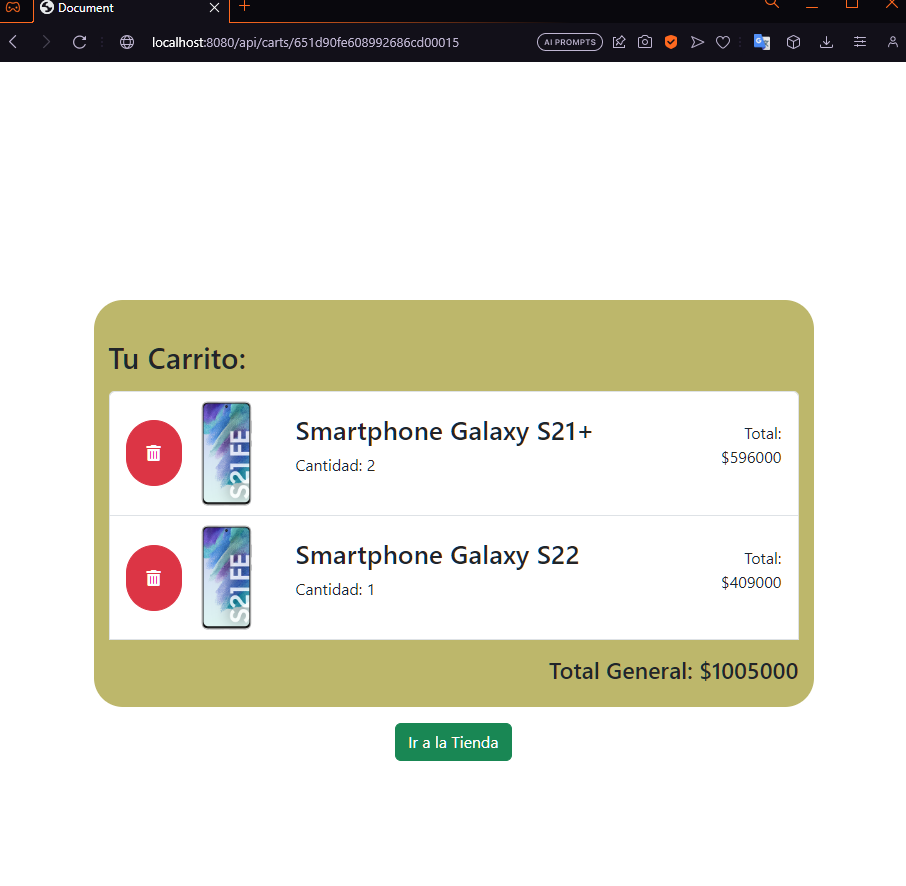 Document
localhost:8080/api/carts/651d90fe608992686cd00015
AI PROMPTS
Tu Carrito:
S21 FE
Smartphone Galaxy S21+
Cantidad: 2
Total:
$596000
S21 FE
Smartphone Galaxy S22
Cantidad: 1
Total:
$409000
Total General: $1005000
Ir a la Tienda